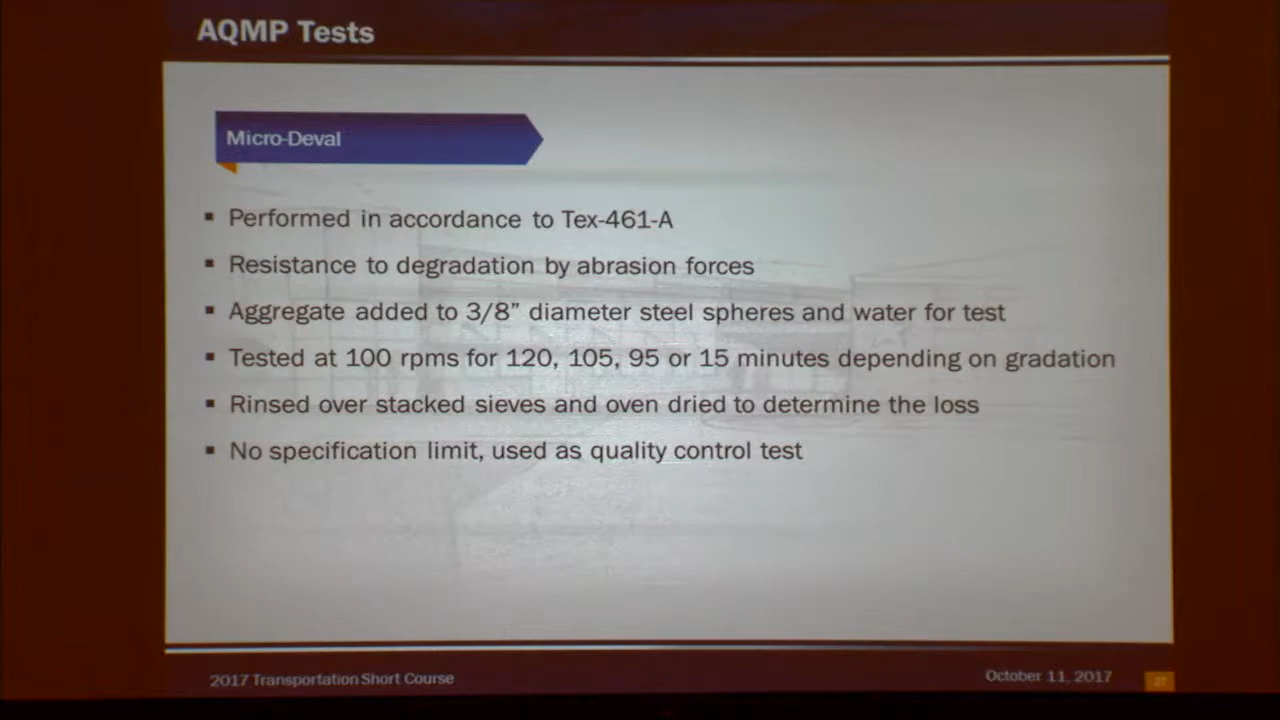 AQMP Tests
Micro-Deval
▪ Performed in accordance to Tex-461-A
▪ Resistance to degradation by abrasion forces
▪ Aggregate added to 3/8” diameter steel spheres and water for test
▪ Tested at 100 rpms for 120, 105, 95 or 15 minutes depending on gradation
▪ Rinsed over stacked sieves and oven dried to determine the loss
▪ No specification limit, used as quality control test
2017 Transportation Short Course
October 11, 2017